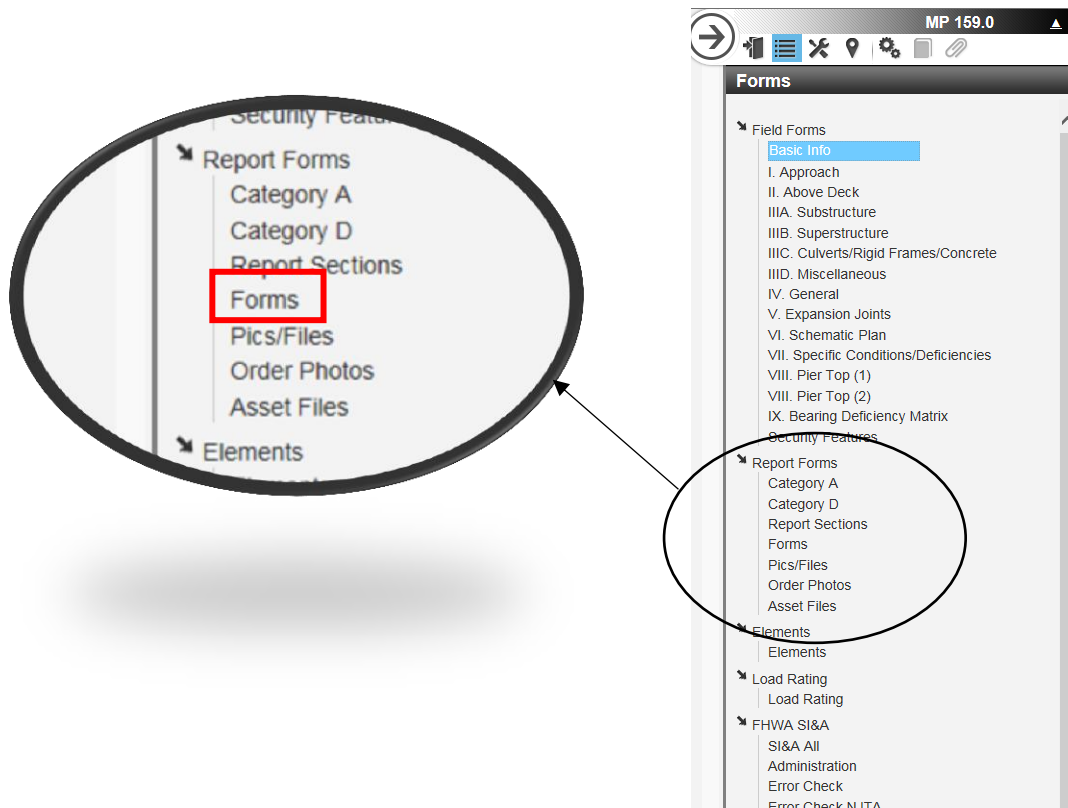 Security Featu
Report Forms
Category A
Category D
Report Sections
Forms
Pics/Files
Order Photos
Asset Files
Elements
MP 159.0
Forms
Field Forms
Basic Info
I. Approach
II. Above Deck
IIIA. Substructure
IIIB. Superstructure
IIIC. Culverts/Rigid Frames/Concrete
IIID. Miscellaneous
IV. General
V. Expansion Joints
VI. Schematic Plan
VII. Specific Conditions/Deficiencies
VIII. Pier Top (1)
VIII. Pier Top (2)
IX. Bearing Deficiency Matrix
Security Features
Report Forms
Category A
Category D
Report Sections
Forms
Pics/Files
Order Photos
Asset Files
Elements
Elements
Load Rating
Load Rating
FHWA SI&A
SI&A All
Administration
Error Check
Error Check NJTA